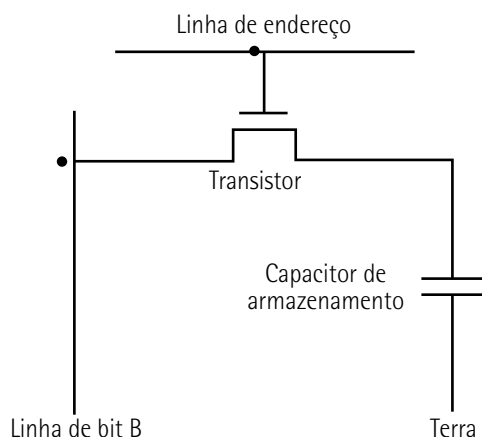 Linha de endereço
Transistor
Capacitor de
armazenamento
Linha de bit B
Terra